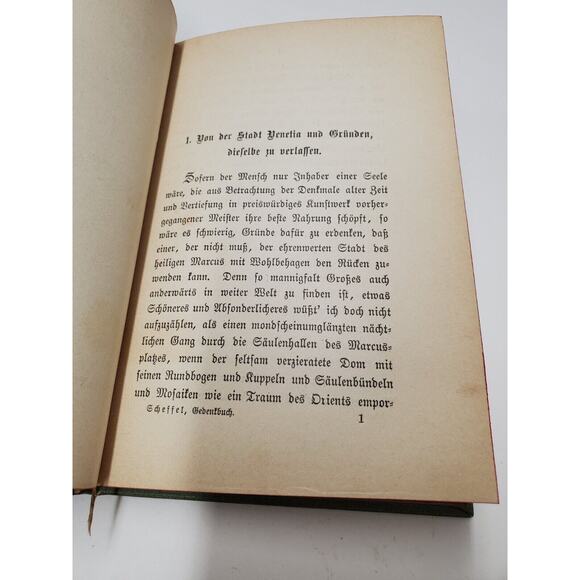 1. Von der Stadt Venetia und Gründen,
dieselbe zu verlassen.
Sofern der Mensch nur Inhaber einer Seele
wäre, die aus Betrachtung der Denkmale alter Zeit
und Vertiefung in preiswürdiges Kunstwerk vorher-
gegangener Meister ihre beste Nahrung schöpft, so
wäre es schwierig, Gründe dafür zu erdenken, daß
einer, der nicht muß, der ehrenwerten Stadt des
heiligen Marcus mit Wohlbehagen den Rücken zu-
wenden kann. Denn so mannigfalt Großes auch
anderwärts in weiter Welt zu finden ist, etwas
Schöneres und Absonderlicheres wüßt' ich doch nicht
aufzuzählen, als einen mondscheinumglänzten nächt-
lichen Gang durch die Säulenhallen des Marcus-
platzes, wenn der seltsam verzieratete Dom mit
seinen Rundbogen und Kuppeln und Säulenbündeln
und Mosaiken wie ein Traum des Orients empor-
Scheffel, Gedenkbuch. 1